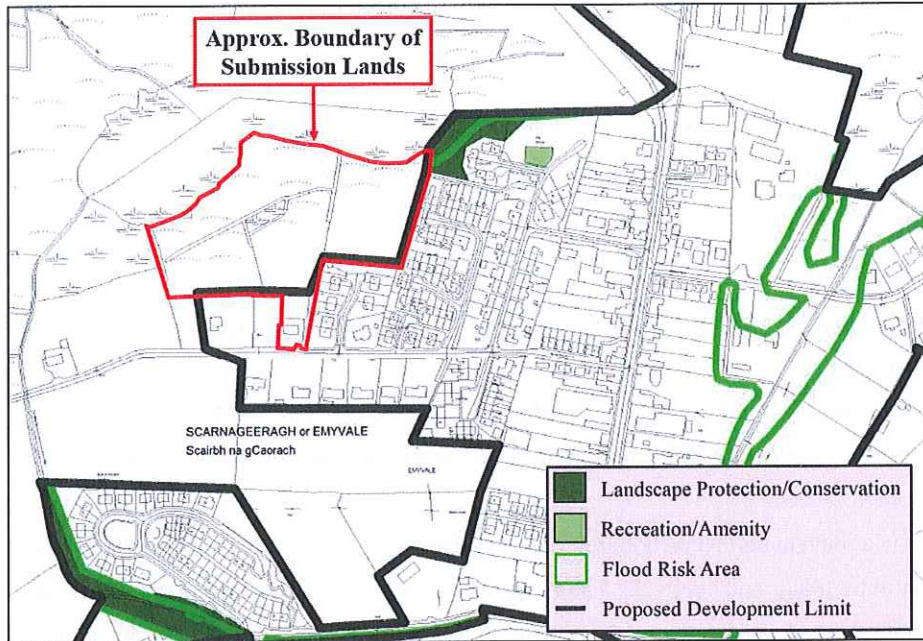 Approx. Boundary of
Submission Lands
SCARNAGEERAGH or EMYVALE
Scairbh na gCaorach
EMYVALE
Landscape Protection/Conservation
Recreation/Amenity
Flood Risk Area
Proposed Development Limit